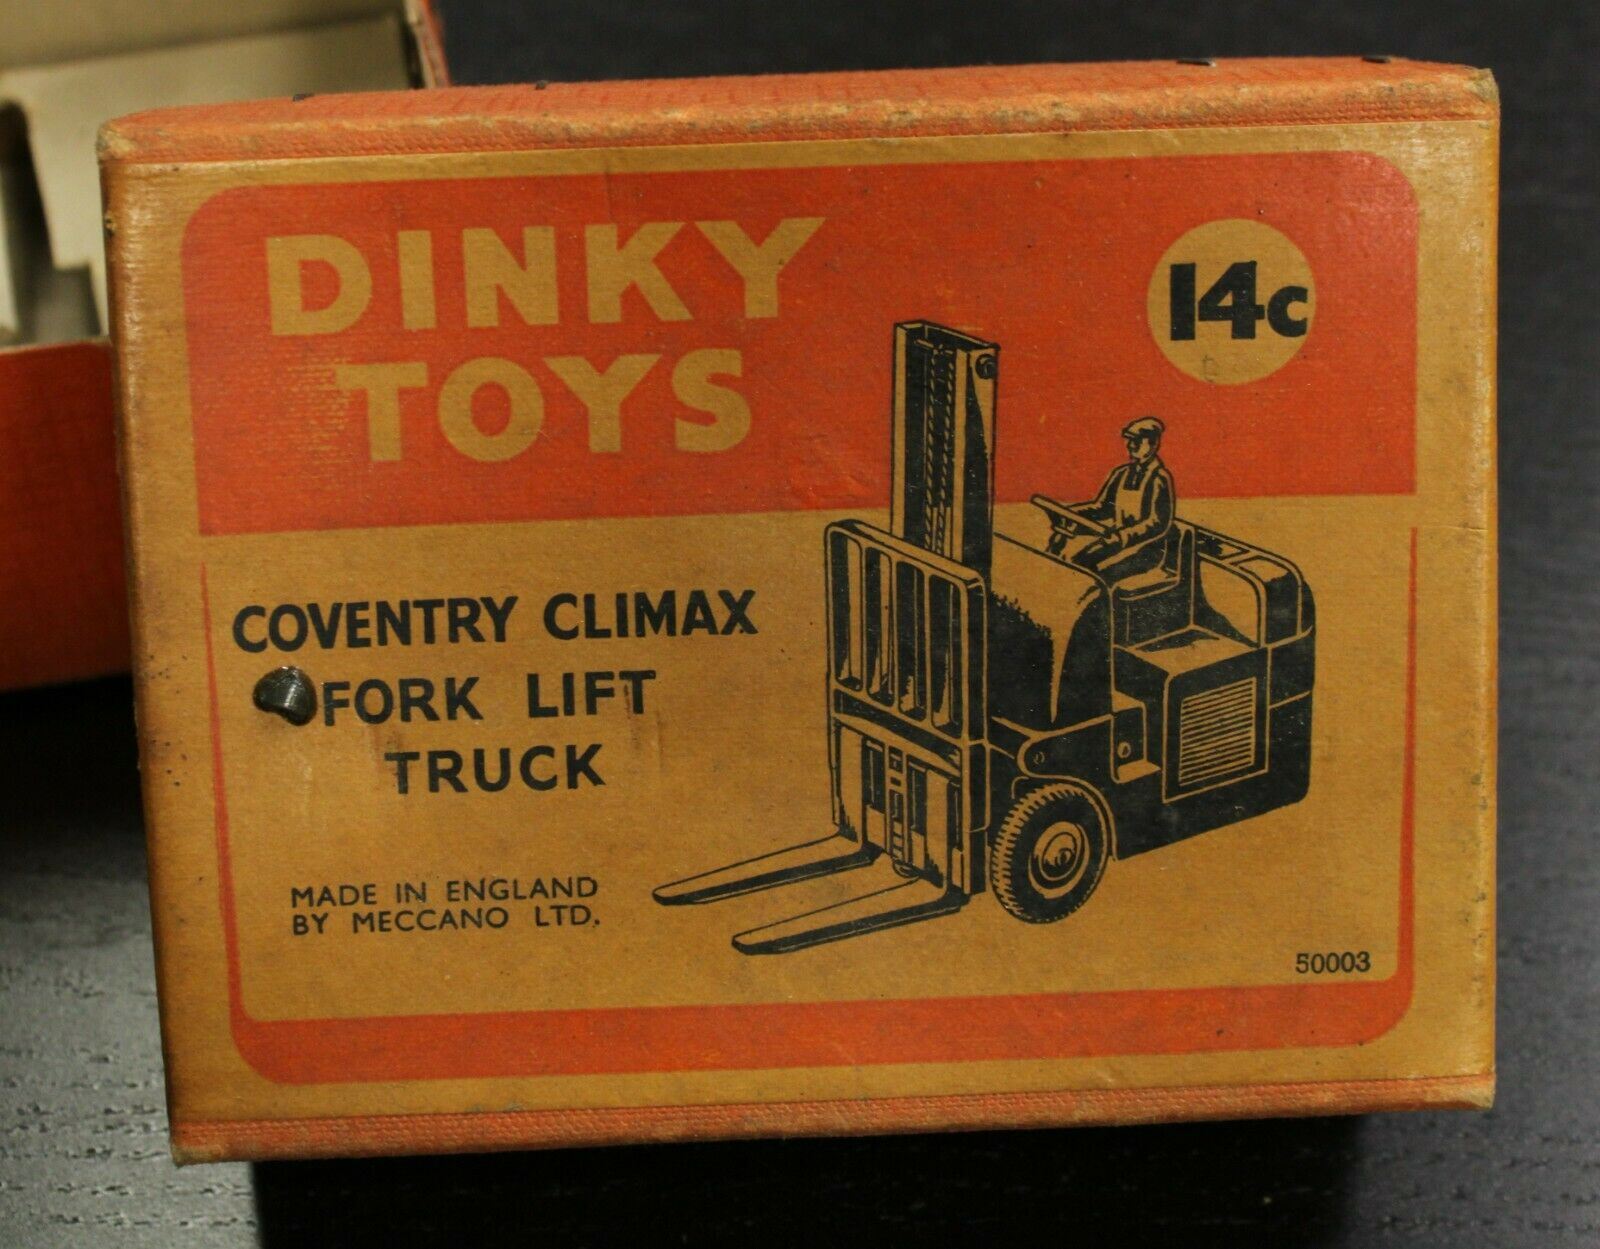 DINKY
TOYS
14c
COVENTRY CLIMAX
FORK LIFT
TRUCK
MADE IN ENGLAND
BY MECCANO LTD.
50003